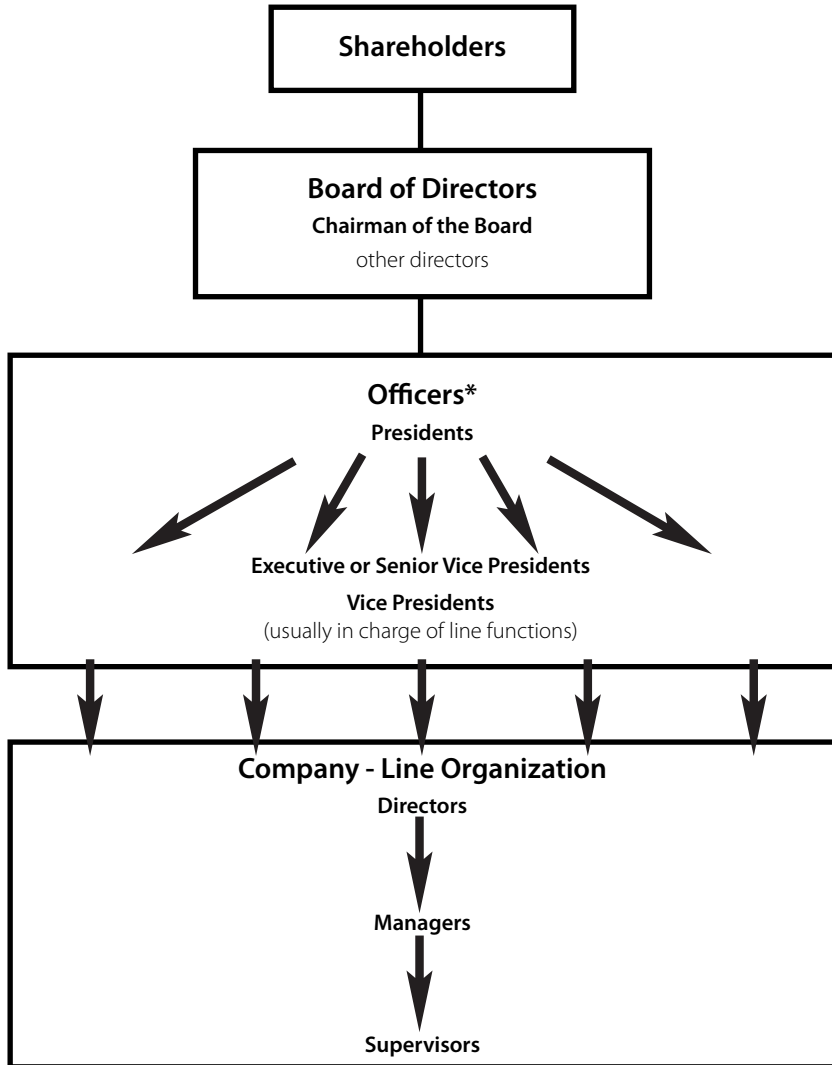 Shareholders
Board of Directors
Chairman of the Board
other directors
Officers*
Presidents
Executive or Senior Vice Presidents
Vice Presidents
(usually in charge of line functions)
Company - Line Organization
Directors
Managers
Supervisors